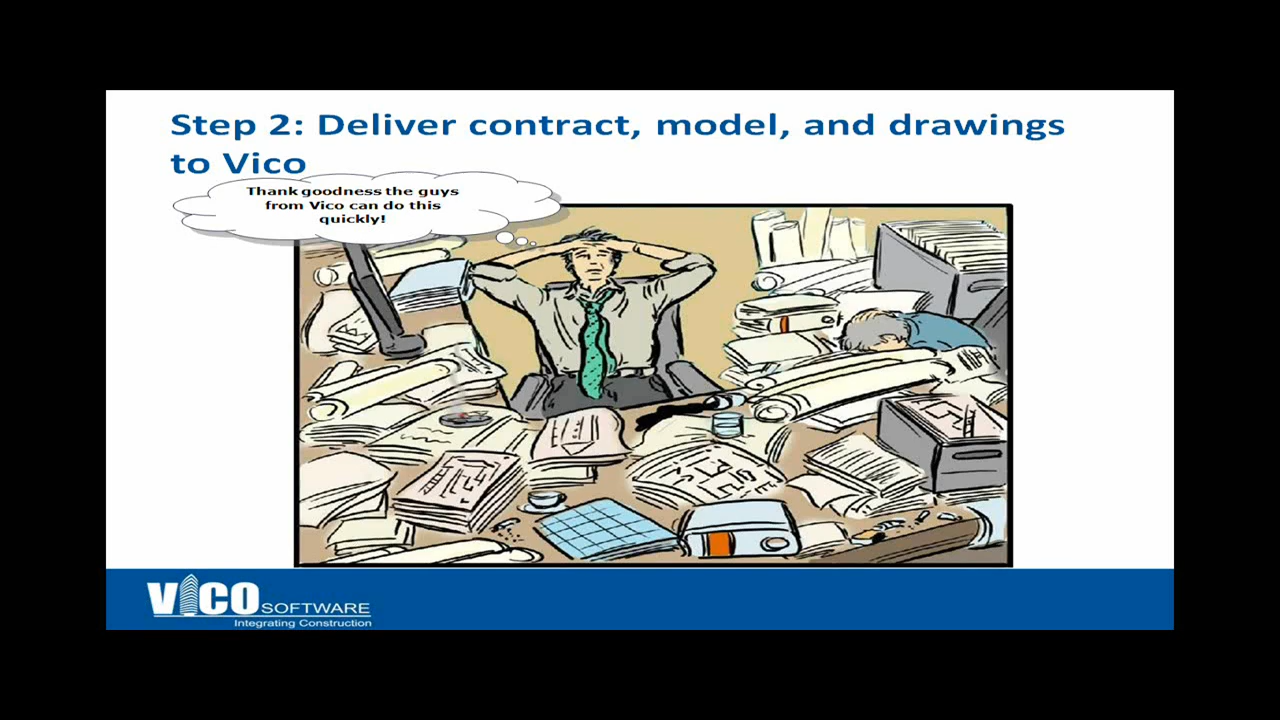 Step 2: Deliver contract, model, and drawings
to Vico
Thank goodness the guys
from Vico can do this
quickly!
VICO SOFTWARE
Integrating Construction